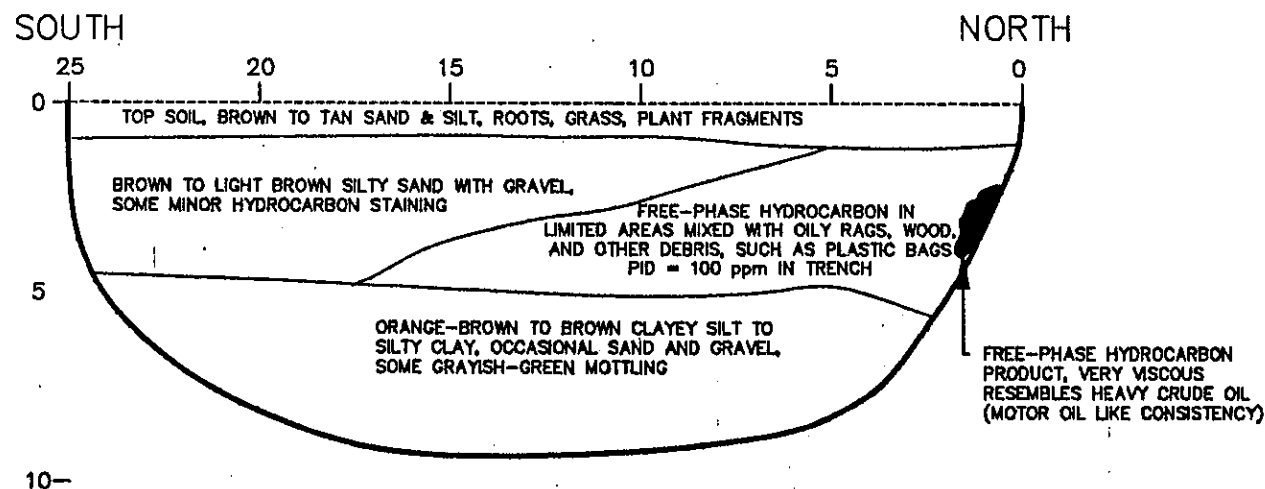 SOUTH
NORTH
25 20 15 10 5 0
0
TOP SOIL, BROWN TO TAN SAND & SILT, ROOTS, GRASS, PLANT FRAGMENTS
BROWN TO LIGHT BROWN SILTY SAND WITH GRAVEL,
SOME MINOR HYDROCARBON STAINING
FREE-PHASE HYDROCARBON IN
LIMITED AREAS MIXED WITH OILY RAGS, WOOD,
AND OTHER DEBRIS, SUCH AS PLASTIC BAGS
PID = 100 ppm IN TRENCH
5
ORANGE-BROWN TO BROWN CLAYEY SILT TO
SILTY CLAY, OCCASIONAL SAND AND GRAVEL,
SOME GRAYISH-GREEN MOTTLING
FREE-PHASE HYDROCARBON
PRODUCT, VERY VISCOUS
RESEMBLES HEAVY CRUDE OIL
(MOTOR OIL LIKE CONSISTENCY)
10